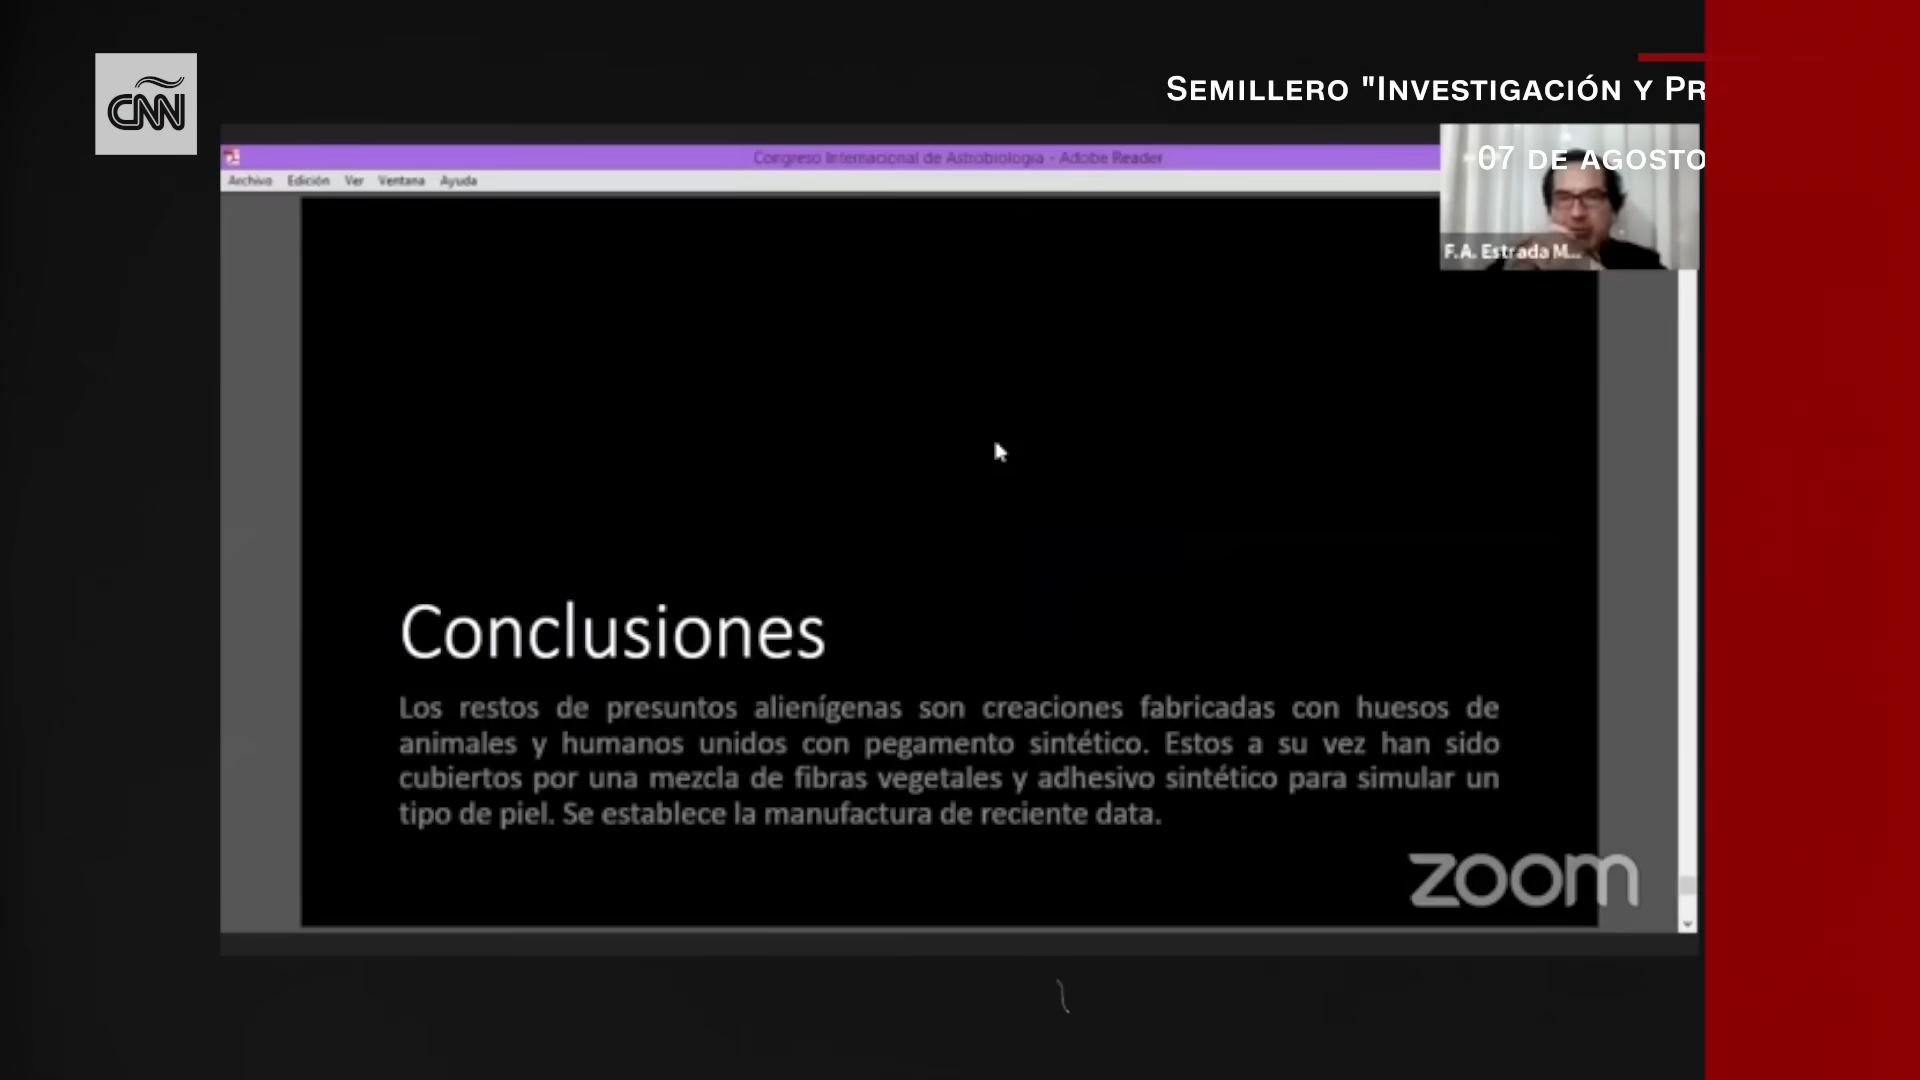 CNN
SEMILLERO "INVESTIGACIÓN Y PR
07 DE AGOSTO
Congreso Internacional de Astrobiología - Adobe Reader
Archivo Edición Ver Ventana Ayuda
F.A. Estrada M...
Conclusiones
Los restos de presuntos alienígenas son creaciones fabricadas con huesos de
animales y humanos unidos con pegamento sintético. Estos a su vez han sido
cubiertos por una mezcla de fibras vegetales y adhesivo sintético para simular un
tipo de piel. Se establece la manufactura de reciente data.
zoom